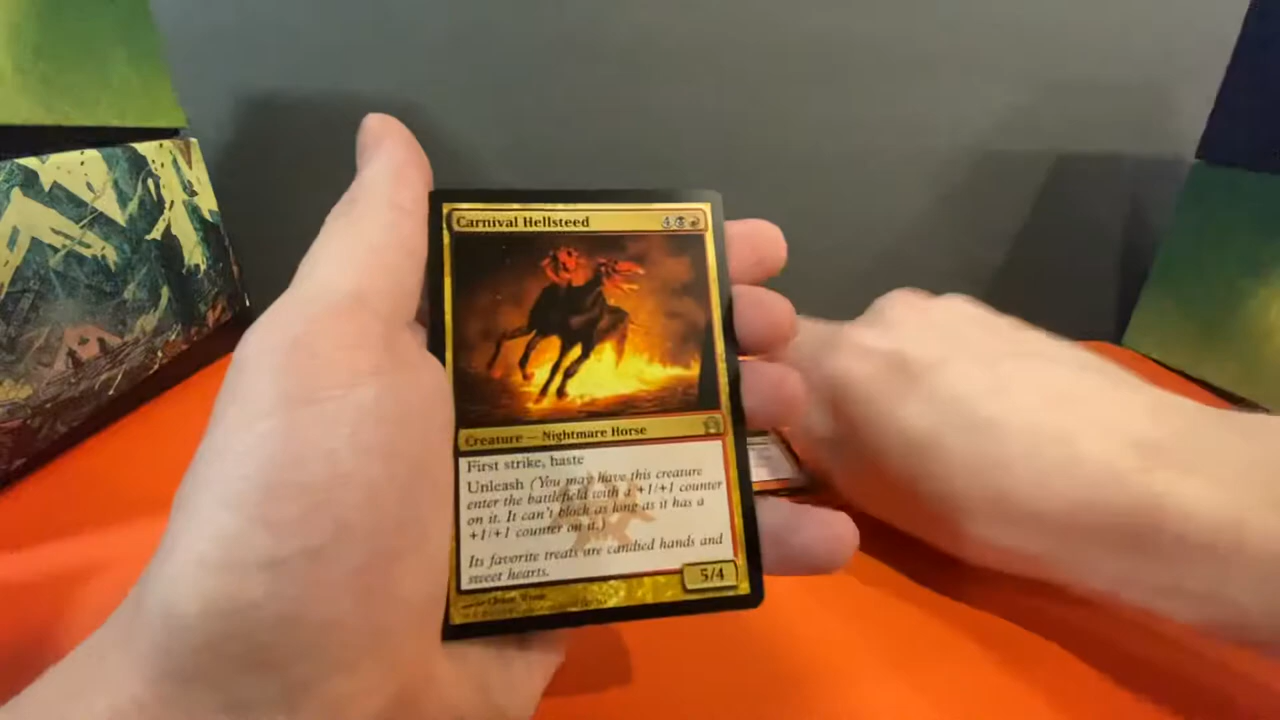 Carnival Hellsteed 4
Creature — Nightmare Horse
First strike, haste
Unleash (You may have this creature
enter the battlefield with a +1/+1 counter
on it. It can't block as long as it has a
+1/+1 counter on it.)
Its favorite treats are candied hands and
sweet hearts.
5/4